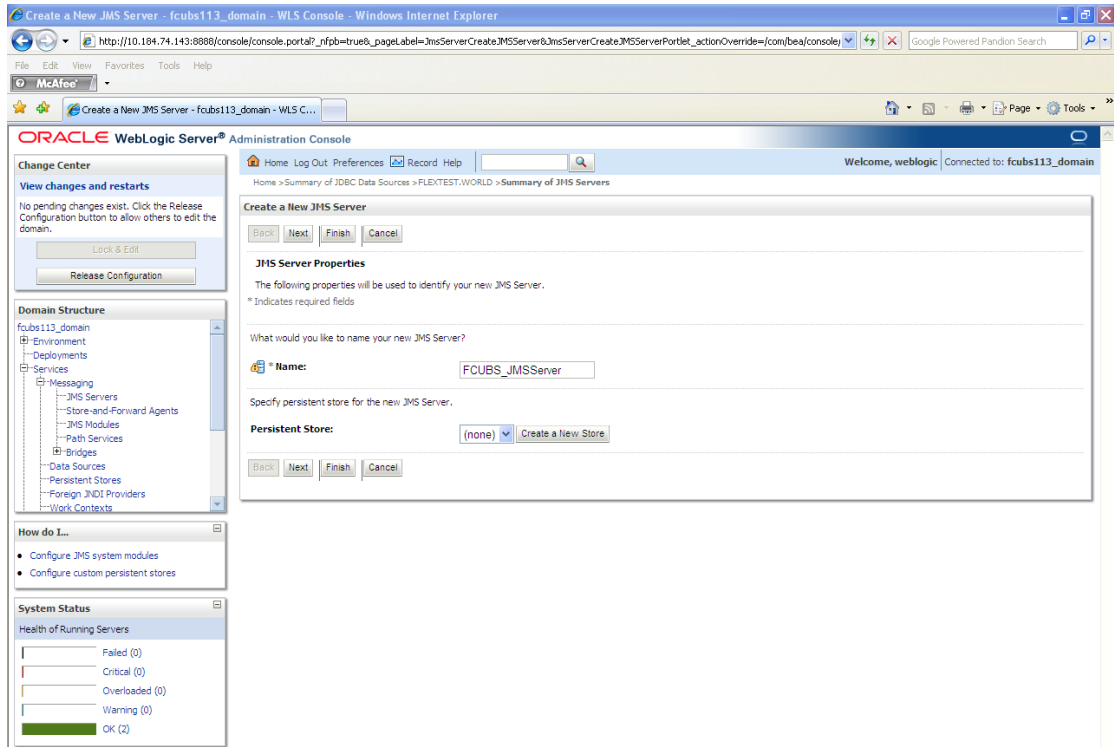 Create a New JMS Server - fcubs113_domain - WLS Console - Windows Internet Explorer
http://10.184.74.143:8888/console/console.portal?_nfpb=true&_pageLabel=JmsServerCreateJMSServer&JmsServerCreateJMSServerPortlet_actionOverride=/com/bea/console/
Google Powered Pandion Search
File Edit View Favorites Tools Help
McAfee
Create a New JMS Server - fcubs113_domain - WLS C...
Page Tools
ORACLE WebLogic Server® Administration Console
Change Center
View changes and restarts
No pending changes exist. Click the Release
Configuration button to allow others to edit the
domain.
Lock & Edit
Release Configuration
Domain Structure
fcubs113_domain
Environment
Deployments
Services
Messaging
JMS Servers
Store-and-Forward Agents
JMS Modules
Path Services
Bridges
Data Sources
Persistent Stores
Foreign JNDI Providers
Work Contexts
How do I...
Configure JMS system modules
Configure custom persistent stores
System Status
Health of Running Servers
Failed (0)
Critical (0)
Overloaded (0)
Warning (0)
OK (2)
Home Log Out Preferences Record Help
Welcome, weblogic Connected to: fcubs113_domain
Home >Summary of JDBC Data Sources >FLEXTEST.WORLD >Summary of JMS Servers
Create a New JMS Server
Back Next Finish Cancel
JMS Server Properties
The following properties will be used to identify your new JMS Server.
* Indicates required fields
What would you like to name your new JMS Server?
* Name: FCUBS_JMSServer
Specify persistent store for the new JMS Server.
Persistent Store: (none) Create a New Store
Back Next Finish Cancel